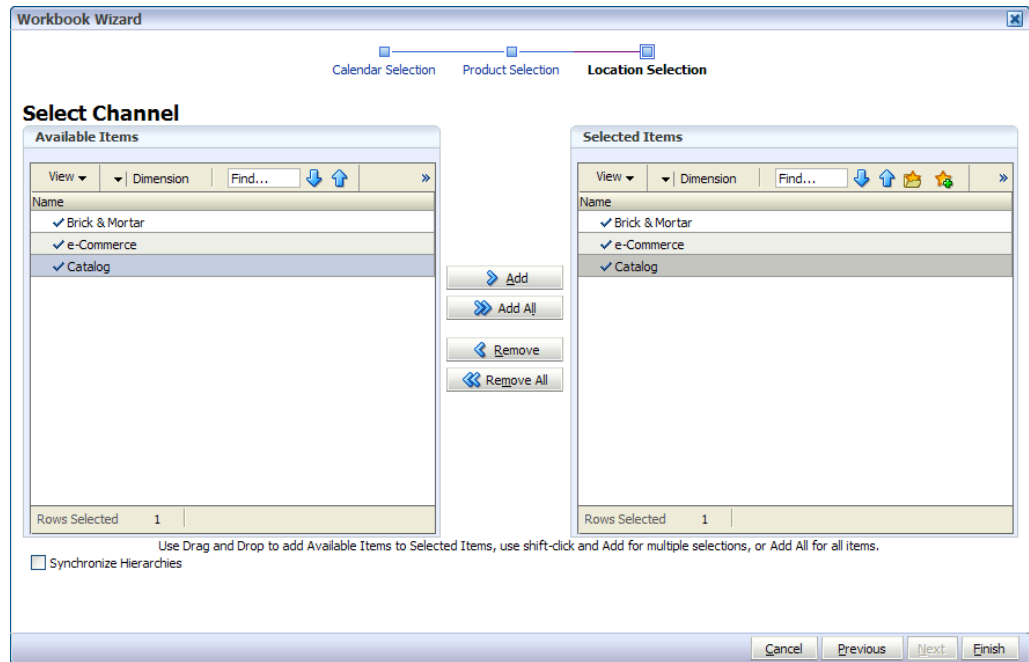 Workbook Wizard
Calendar Selection Product Selection Location Selection
Select Channel
Available Items
View Dimension Find... »
Name
Brick & Mortar
e-Commerce
Catalog
Rows Selected 1
Add
Add All
Remove
Remove All
Selected Items
View Dimension Find... »
Name
Brick & Mortar
e-Commerce
Catalog
Rows Selected 1
Use Drag and Drop to add Available Items to Selected Items, use shift-click and Add for multiple selections, or Add All for all items.
Synchronize Hierarchies
Cancel Previous Next Finish